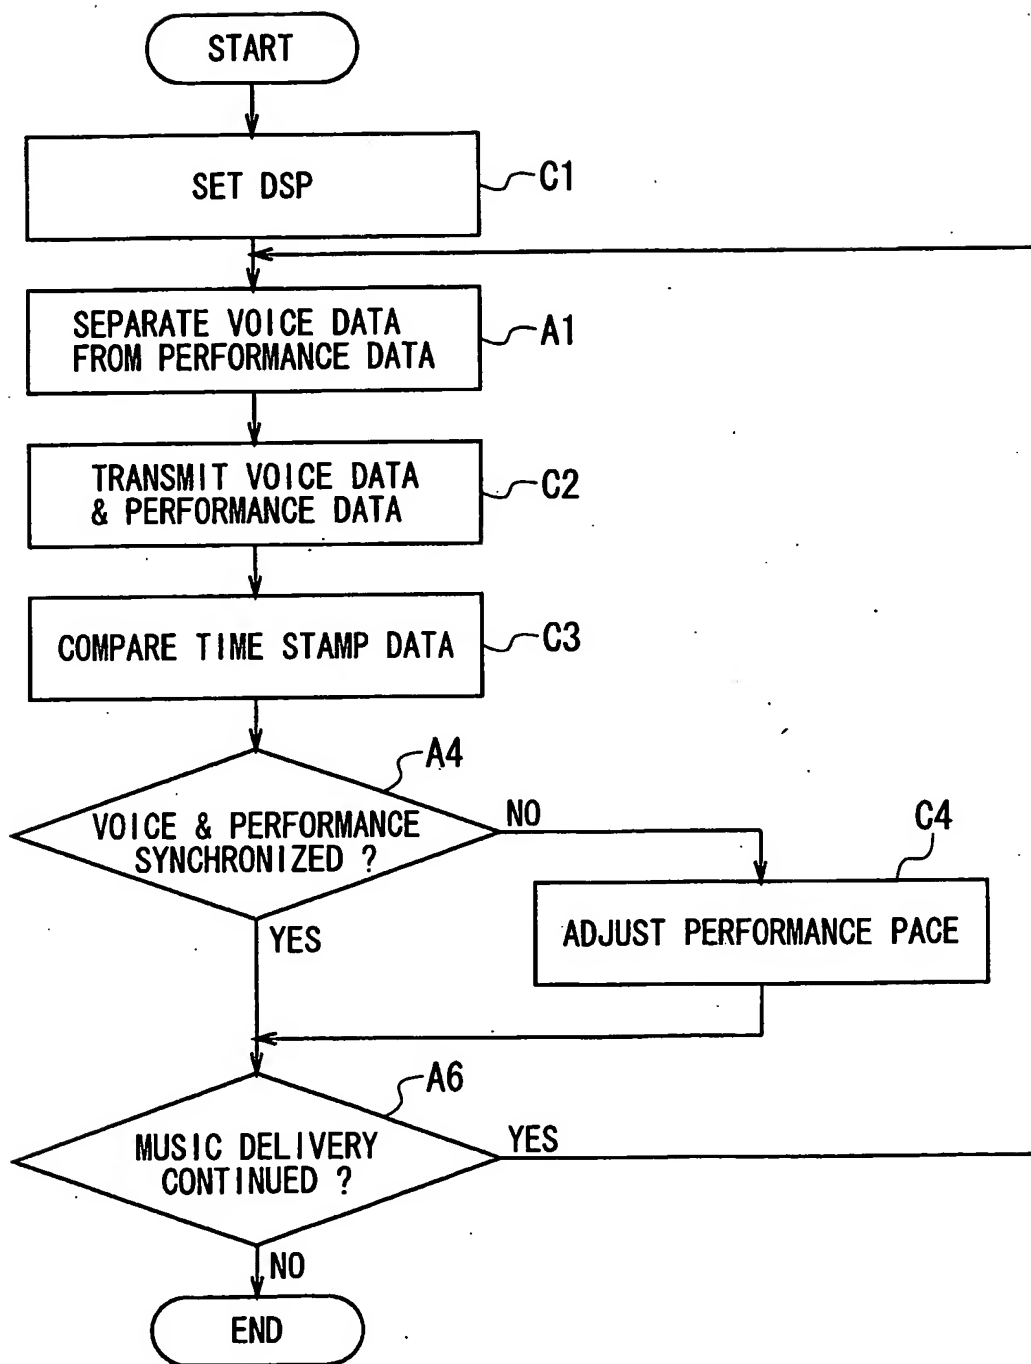 START
SET DSP
C1
SEPARATE VOICE DATA
FROM PERFORMANCE DATA
A1
TRANSMIT VOICE DATA
& PERFORMANCE DATA
C2
COMPARE TIME STAMP DATA
C3
A4
VOICE & PERFORMANCE
SYNCHRONIZED ?
NO
YES
C4
ADJUST PERFORMANCE PACE
A6
MUSIC DELIVERY
CONTINUED ?
YES
NO
END